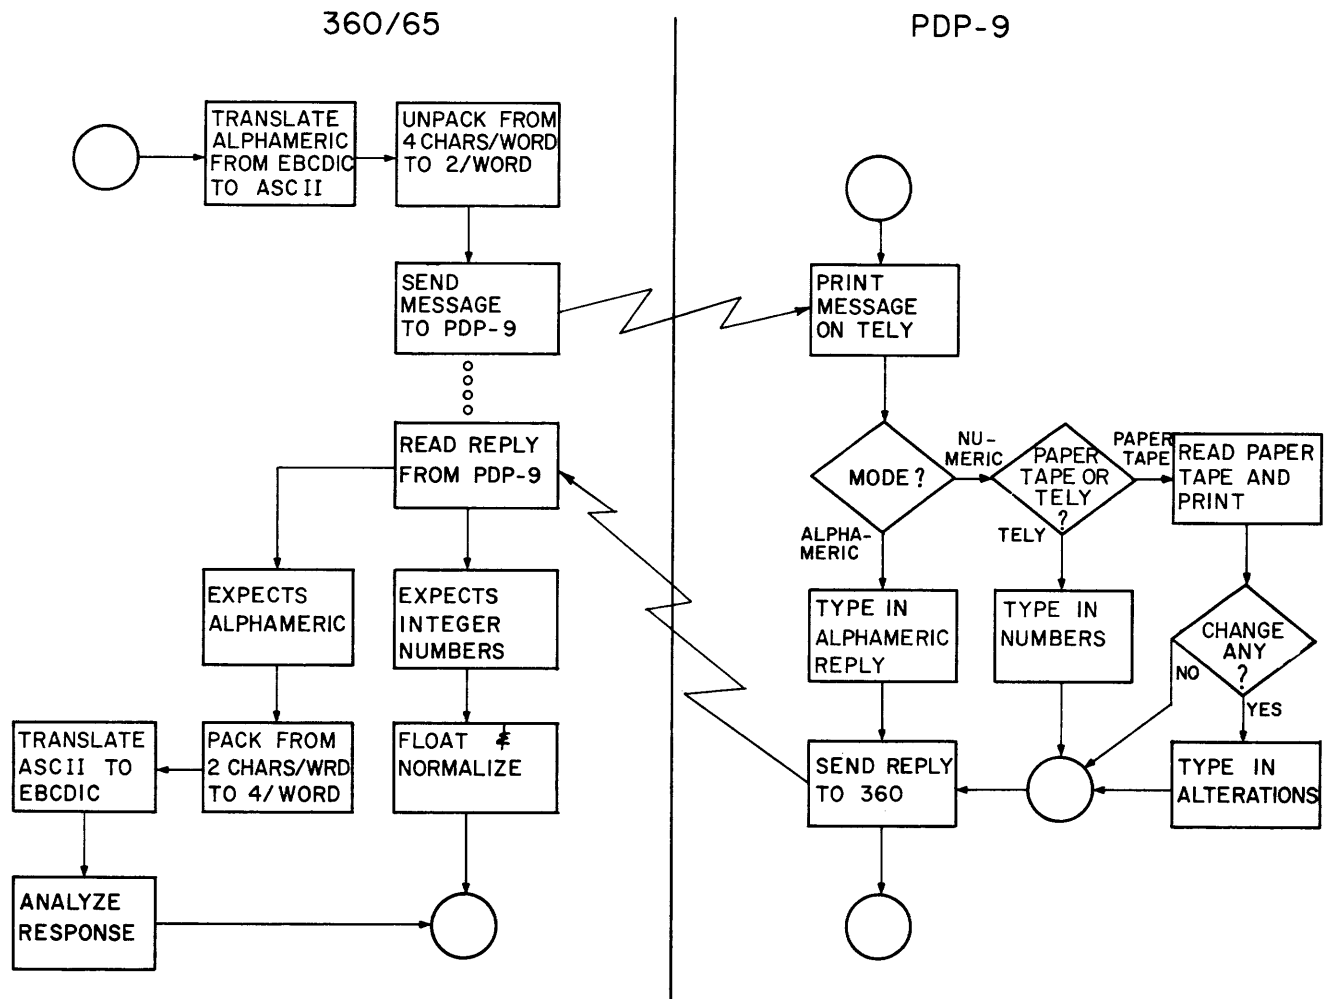 360/65
TRANSLATE
ALPHAMERIC
FROM EBCDIC
TO ASCII
UNPACK FROM
4 CHARS/WORD
TO 2/WORD
SEND
MESSAGE
TO PDP-9
READ REPLY
FROM PDP-9
EXPECTS
ALPHAMERIC
EXPECTS
INTEGER
NUMBERS
TRANSLATE
ASCII TO
EBCDIC
PACK FROM
2 CHARS/WRD
TO 4/WORD
FLOAT &
NORMALIZE
ANALYZE
RESPONSE
PDP-9
PRINT
MESSAGE
ON TELY
MODE?
NU-
MERIC
PAPER
TAPE OR
TELY
?
PAPER
TAPE
READ PAPER
TAPE AND
PRINT
ALPHA-
MERIC
TELY
TYPE IN
ALPHAMERIC
REPLY
TYPE IN
NUMBERS
CHANGE
ANY
?
NO
YES
SEND REPLY
TO 360
TYPE IN
ALTERATIONS